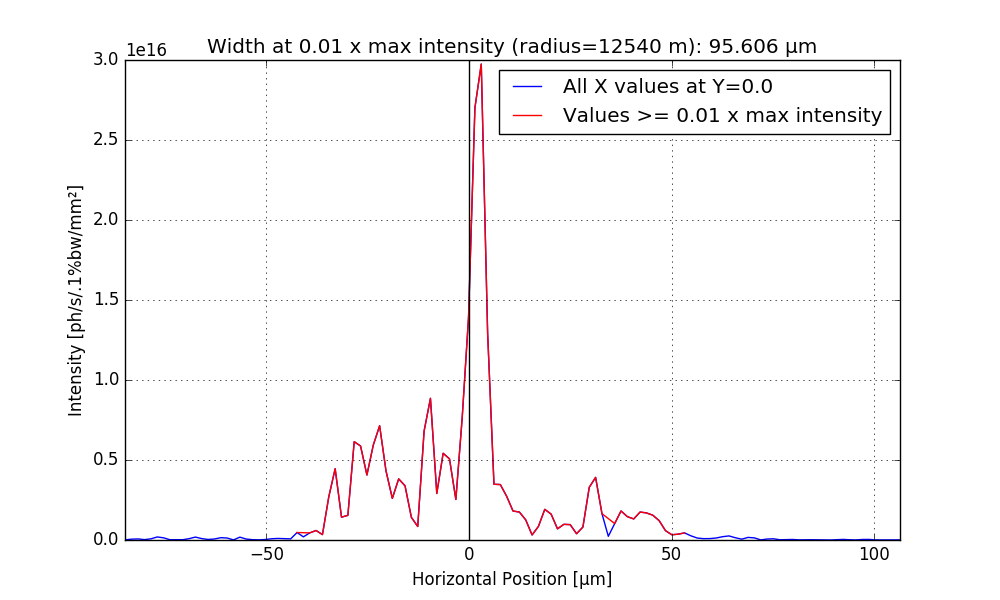 Width at 0.01 x max intensity (radius=12540 m): 95.606 µm
1e16
All X values at Y=0.0
Values >= 0.01 x max intensity
3.0
2.5
2.0
1.5
1.0
0.5
0.0
Intensity [ph/s/.1%bw/mm²]
−50 0 50 100
Horizontal Position [µm]